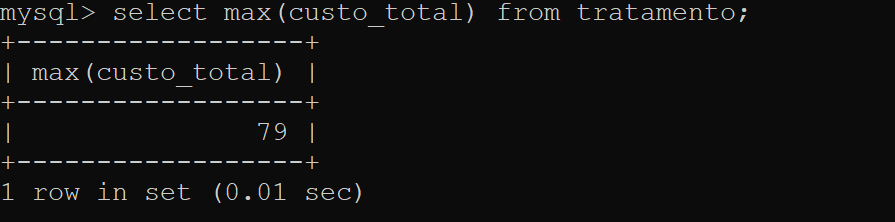 mysql> select max(custo_total) from tratamento;
+------------------+
| max(custo_total) |
+------------------+
|               79 |
+------------------+
1 row in set (0.01 sec)